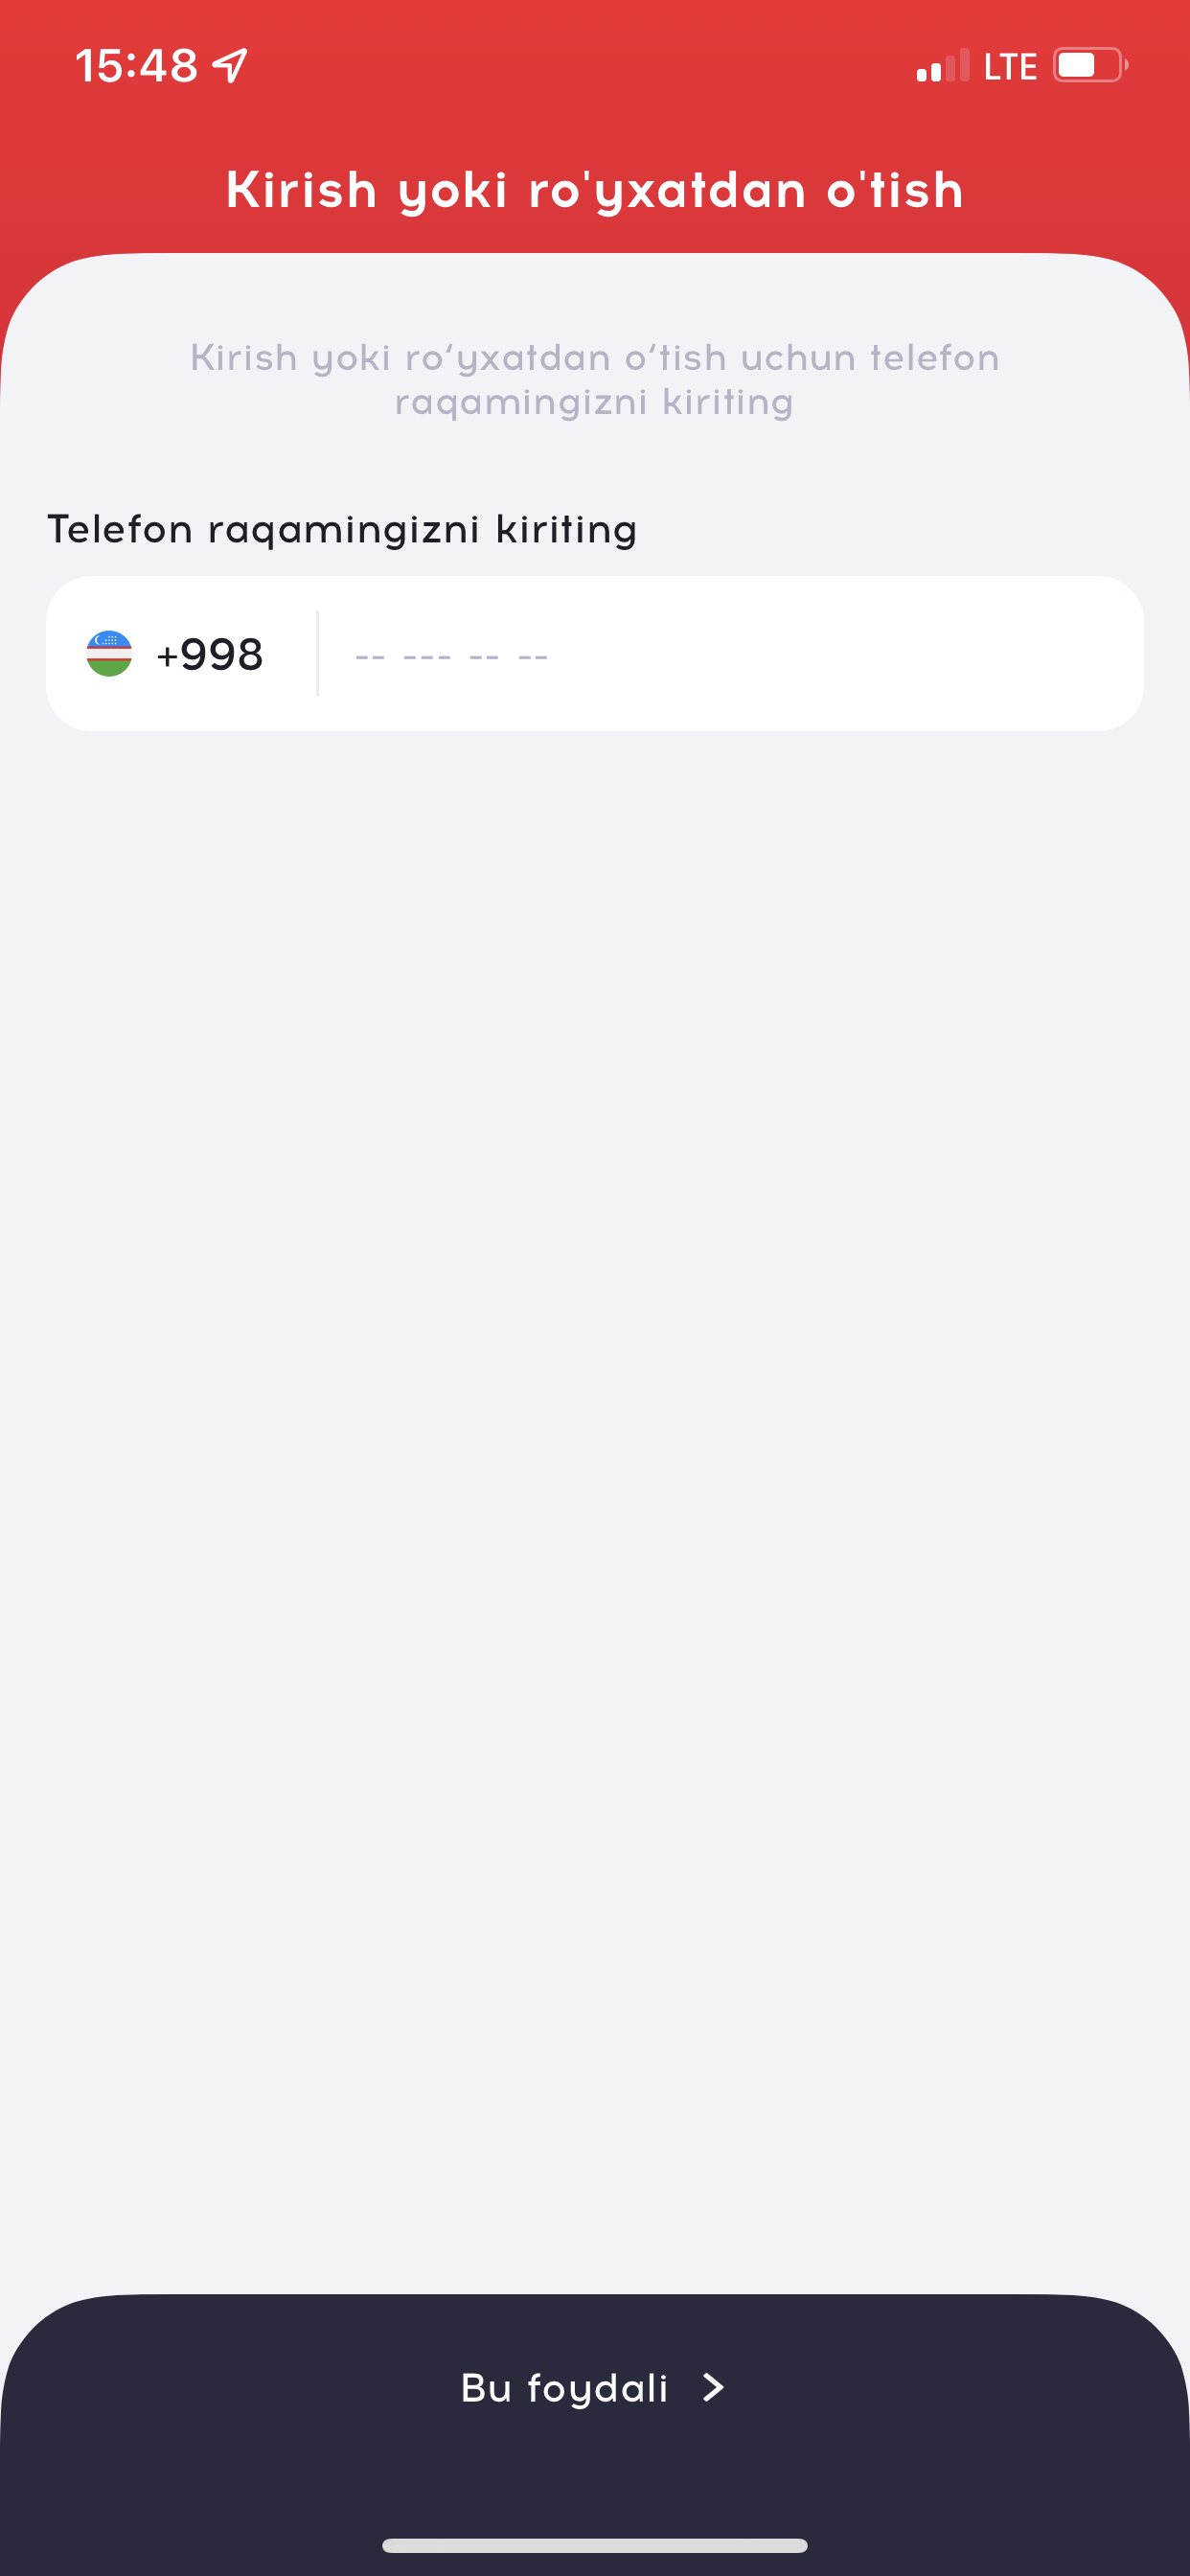 15:48
LTE
Kirish yoki ro'yxatdan o'tish
Kirish yoki ro‘yxatdan o‘tish uchun telefon
raqamingizni kiriting
Telefon raqamingizni kiriting
+998 -- --- -- --
Bu foydali